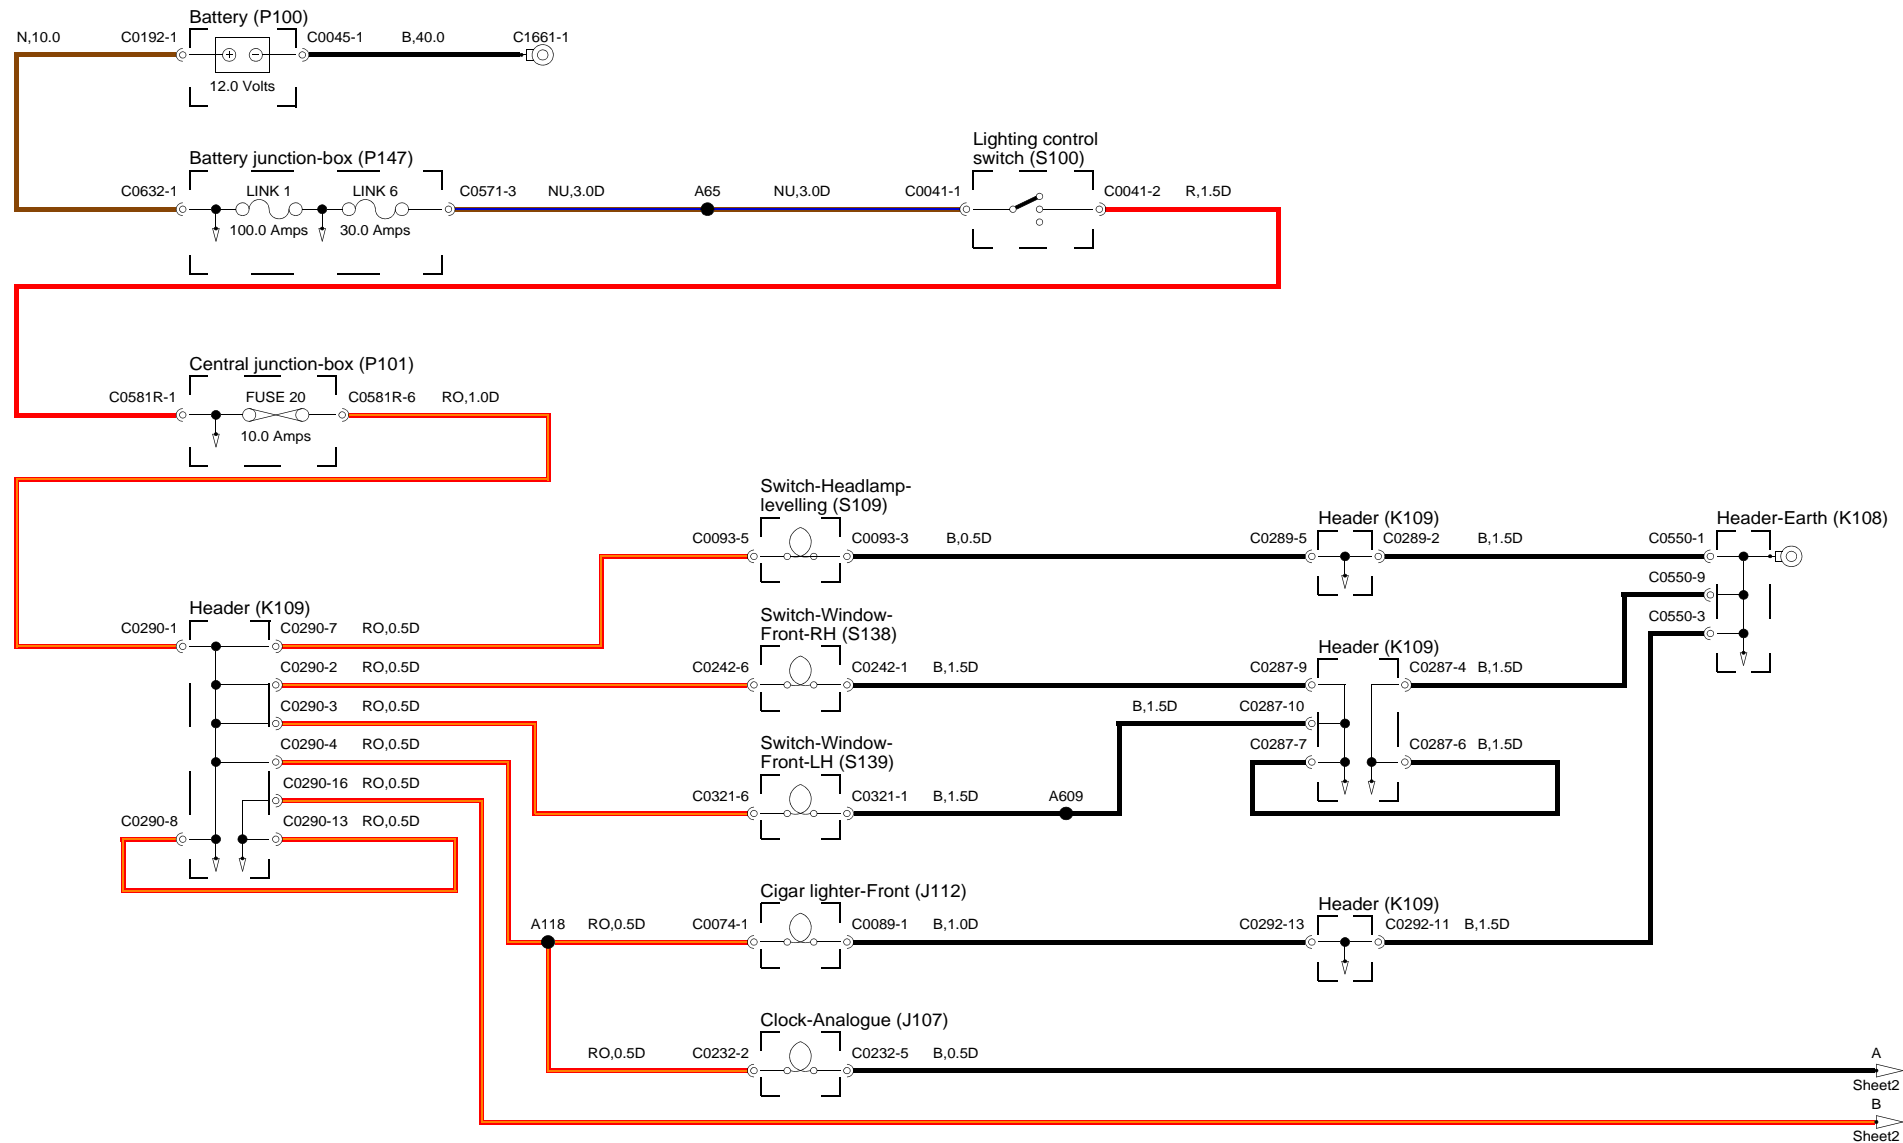 Battery (P100)
N,10.0 C0192-1 C0045-1 B,40.0 C1661-1
12.0 Volts
Lighting control
switch (S100)
Battery junction-box (P147)
C0632-1 LINK 1 LINK 6 C0571-3 NU,3.0D A65 NU,3.0D C0041-1 C0041-2 R,1.5D
100.0 Amps 30.0 Amps
Central junction-box (P101)
C0581R-1 FUSE 20 C0581R-6 RO,1.0D
10.0 Amps
Switch-Headlamp-
levelling (S109)
Header (K109) Header-Earth (K108)
C0093-5 C0093-3 B,0.5D C0289-5 C0289-2 B,1.5D C0550-1
C0550-9
Header (K109) Switch-Window-
Front-RH (S138)
C0550-3
C0290-1 C0290-7 RO,0.5D
Header (K109)
C0290-2 RO,0.5D C0242-6 C0242-1 B,1.5D C0287-9 C0287-4 B,1.5D
C0290-3 RO,0.5D B,1.5D C0287-10
Switch-Window-
Front-LH (S139)
C0290-4 RO,0.5D C0287-7 C0287-6 B,1.5D
C0290-16 RO,0.5D
C0321-6 C0321-1 B,1.5D A609
C0290-8 C0290-13 RO,0.5D
Cigar lighter-Front (J112)
Header (K109)
A118 RO,0.5D C0074-1 C0089-1 B,1.0D C0292-13 C0292-11 B,1.5D
Clock-Analogue (J107)
RO,0.5D C0232-2 C0232-5 B,0.5D A
Sheet2
B
Sheet2